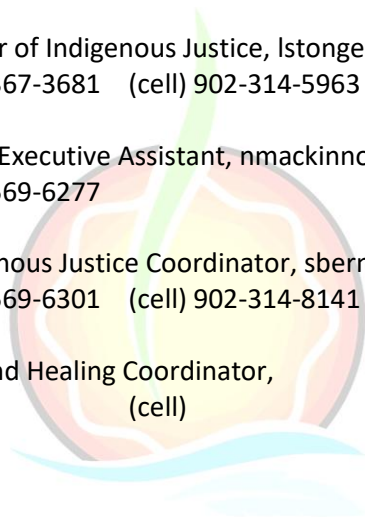 r of Indigenous Justice, lstonge
67-3681 (cell) 902-314-5963
Executive Assistant, nmackinno
69-6277
nous Justice Coordinator, sbern
69-6301 (cell) 902-314-8141
nd Healing Coordinator,
(cell)